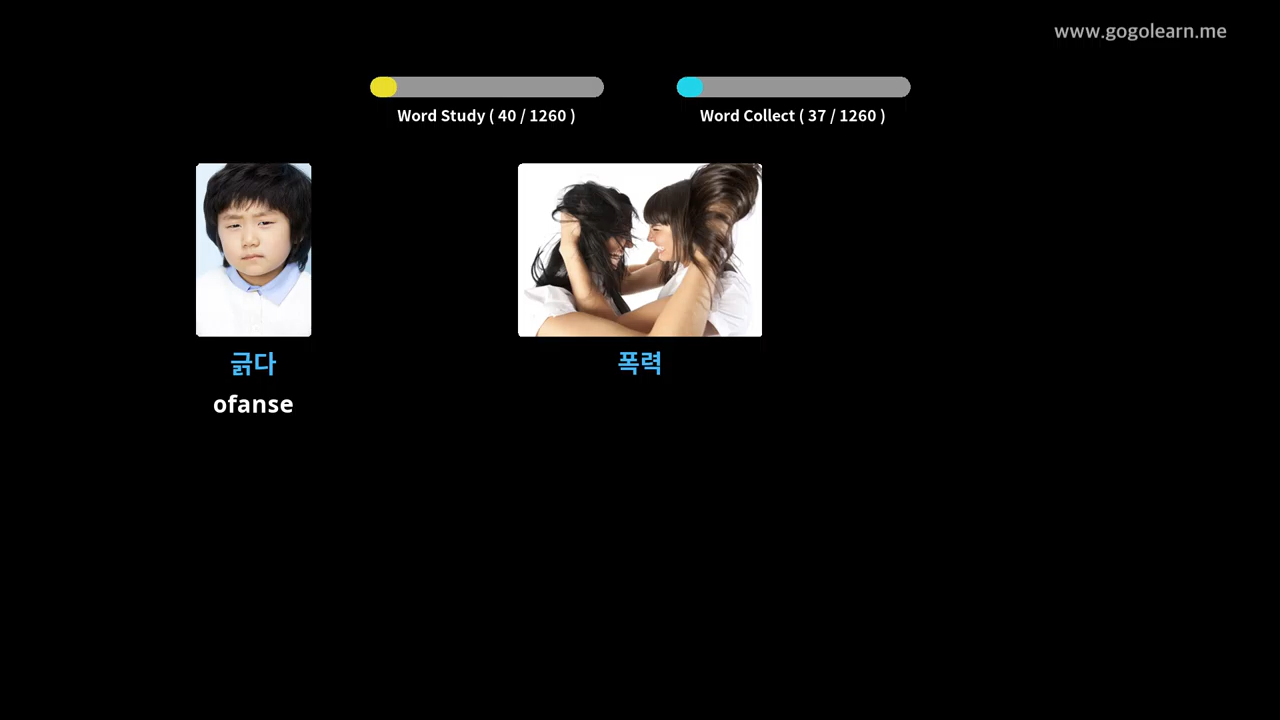 www.gogolearn.me
Word Study ( 40 / 1260 )
Word Collect ( 37 / 1260 )
긁다
ofanse
폭력